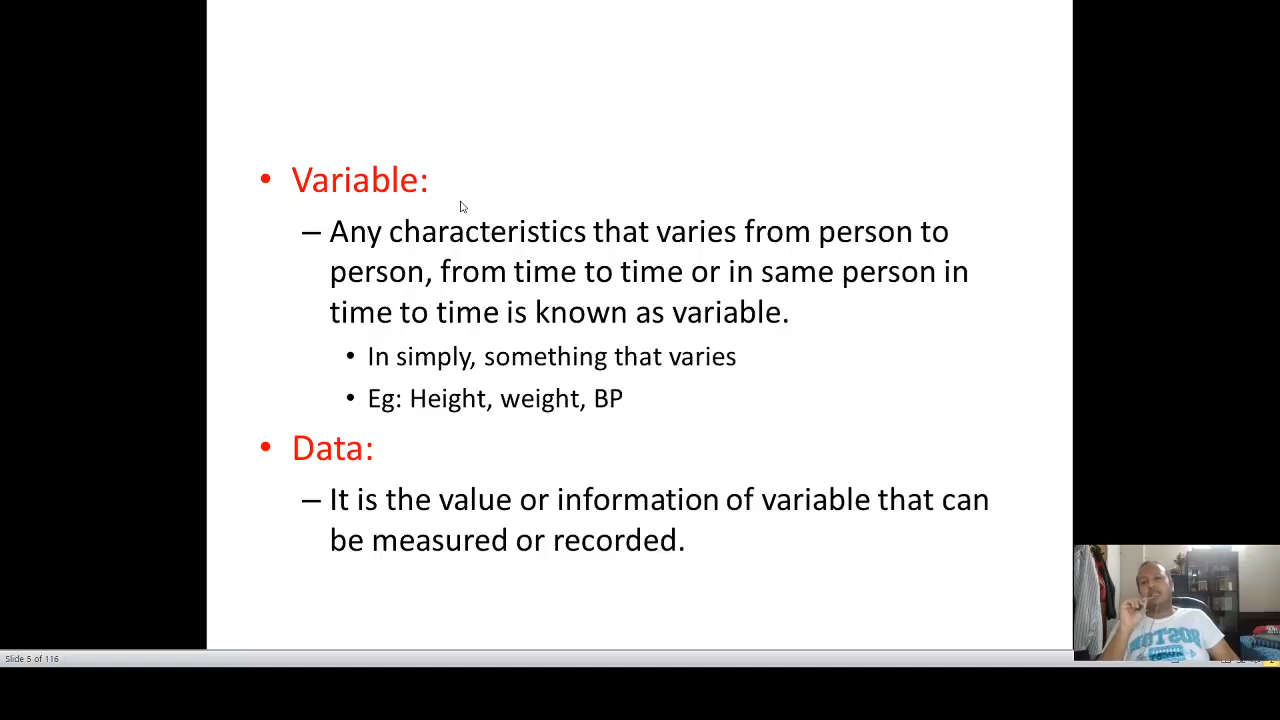 • Variable:
– Any characteristics that varies from person to
person, from time to time or in same person in
time to time is known as variable.
• In simply, something that varies
• Eg: Height, weight, BP
• Data:
– It is the value or information of variable that can
be measured or recorded.
Slide 5 of 116
BOSTON